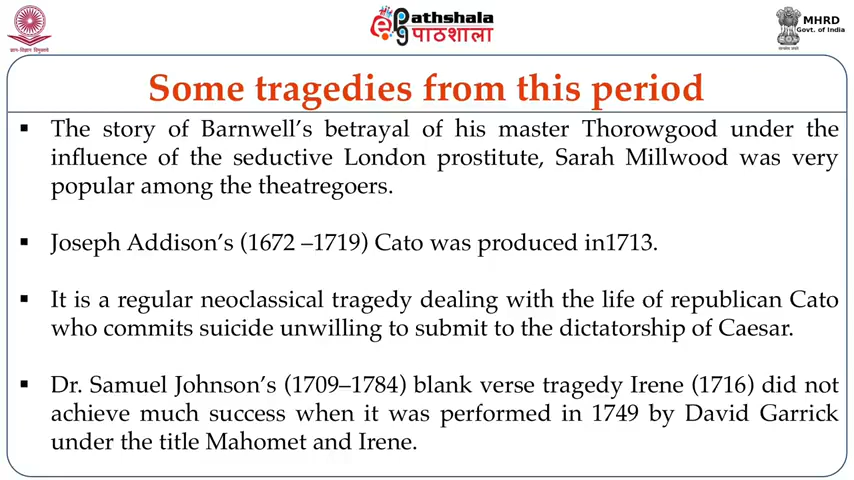 ePathshala
पाठशाला
MHRD
Govt. of India
Some tragedies from this period
▪ The story of Barnwell’s betrayal of his master Thorowgood under the
influence of the seductive London prostitute, Sarah Millwood was very
popular among the theatregoers.
▪ Joseph Addison’s (1672 –1719) Cato was produced in1713.
▪ It is a regular neoclassical tragedy dealing with the life of republican Cato
who commits suicide unwilling to submit to the dictatorship of Caesar.
▪ Dr. Samuel Johnson’s (1709–1784) blank verse tragedy Irene (1716) did not
achieve much success when it was performed in 1749 by David Garrick
under the title Mahomet and Irene.